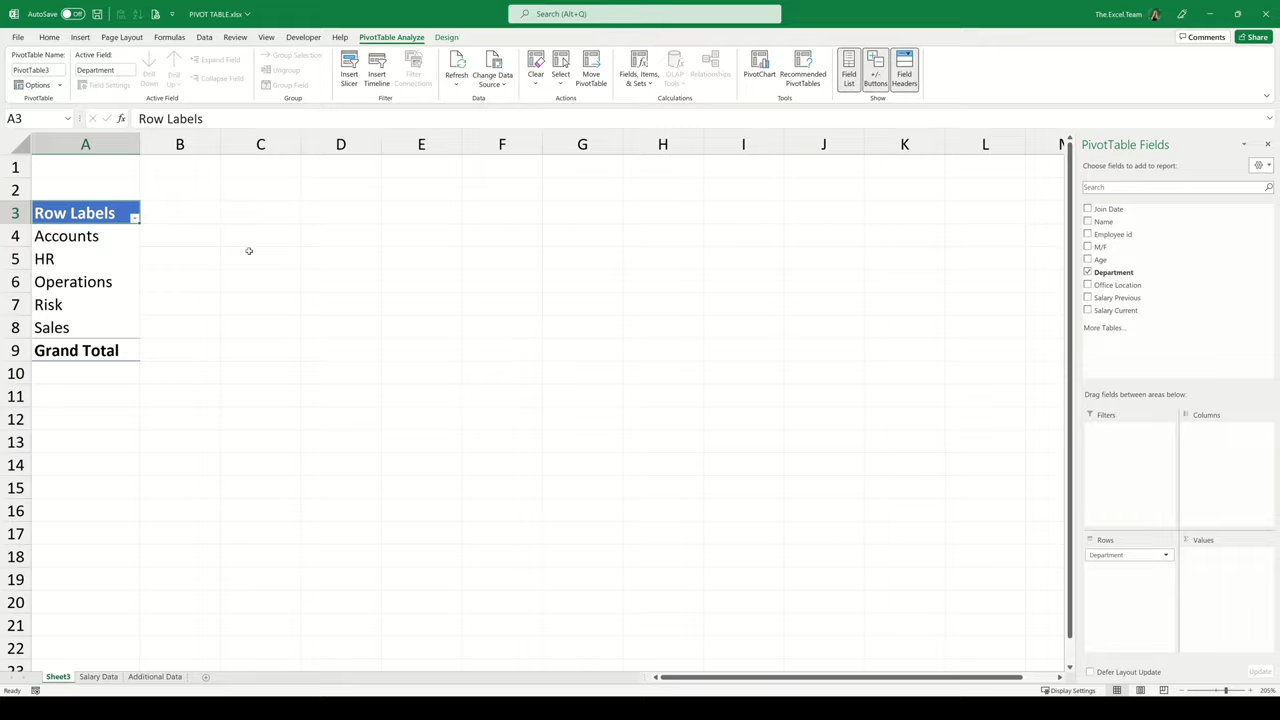 AutoSave Off PIVOT TABLE.xlsx Search (Alt+Q) The.Excel.Team
File Home Insert Page Layout Formulas Data Review View Developer Help PivotTable Analyze Design Comments Share
PivotTable Name:
PivotTable3
Options
PivotTable
Active Field:
Department
Field Settings
Drill Down
Drill Up
Expand Field
Collapse Field
Active Field
Group Selection
Ungroup
Group Field
Group
Insert Slicer
Insert Timeline
Filter Connections
Filter
Refresh
Change Data Source
Data
Clear
Select
Move PivotTable
Actions
Fields, Items, & Sets
OLAP Tools
Relationships
Calculations
PivotChart
Recommended PivotTables
Tools
Field List
+/- Buttons
Field Headers
Show
A3 fx Row Labels
A B C D E F G H I J K L
1
2
3 Row Labels
4 Accounts
5 HR
6 Operations
7 Risk
8 Sales
9 Grand Total
10
11
12
13
14
15
16
17
18
19
20
21
22
23
PivotTable Fields
Choose fields to add to report:
Search
Join Date
Name
Employee id
M/F
Age
Department
Office Location
Salary Previous
Salary Current
More Tables...
Drag fields between areas below:
Filters
Columns
Rows
Department
Σ Values
Defer Layout Update Update
Sheet3 Salary Data Additional Data
Ready Display Settings 205%